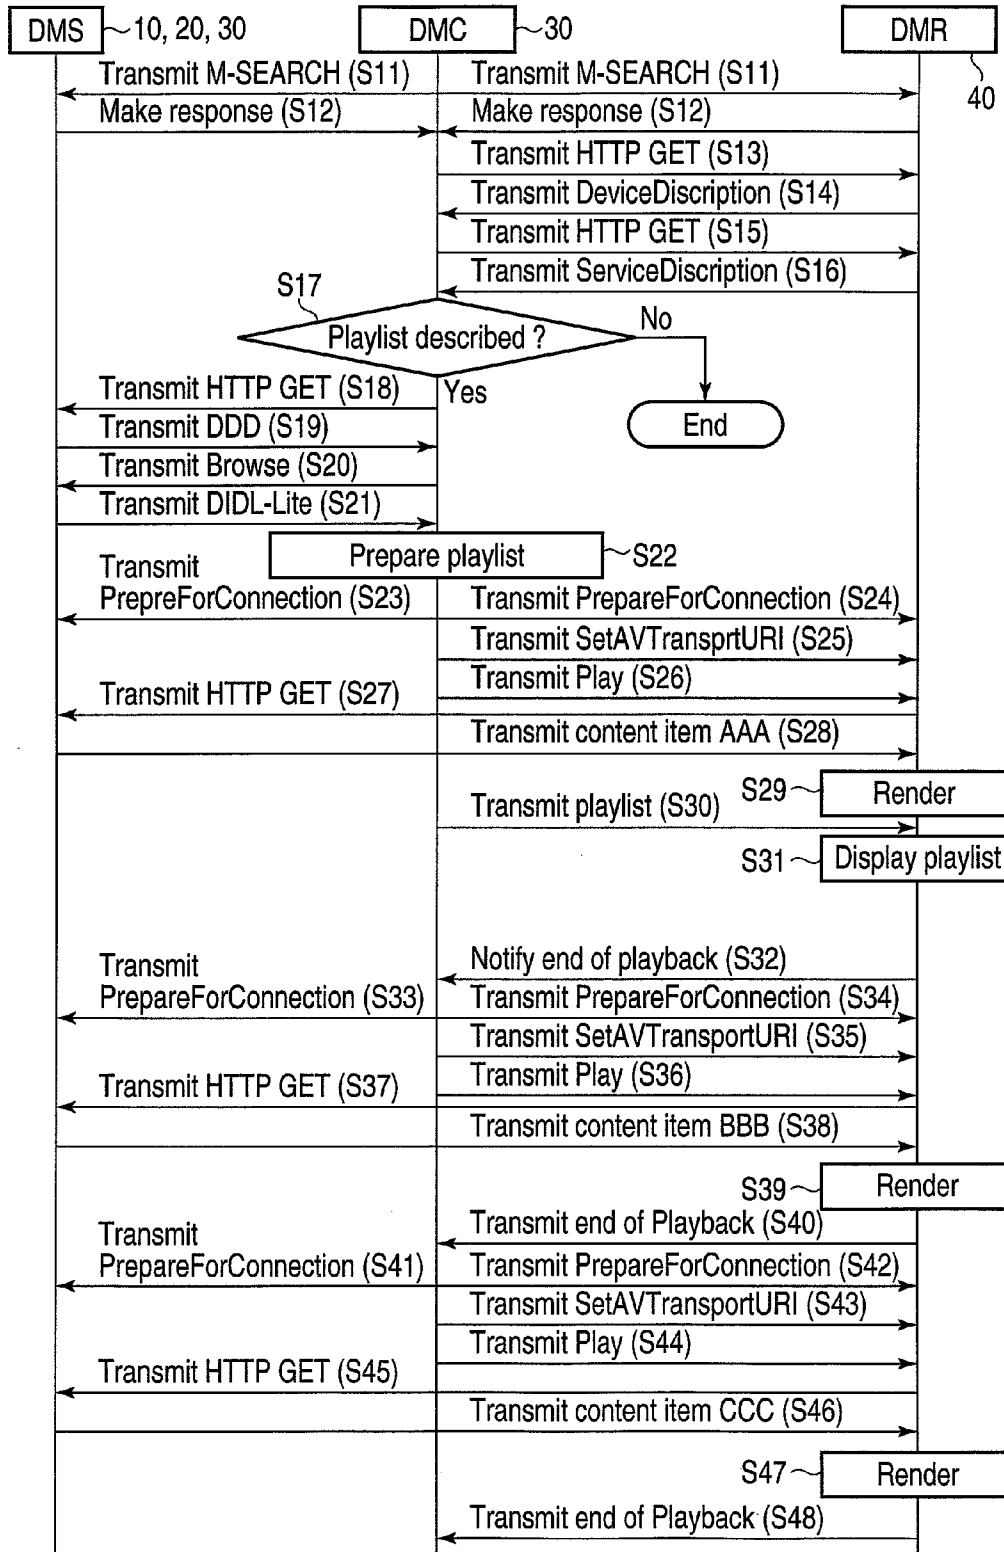 DMS 10, 20, 30 DMC 30 DMR
40
Transmit M-SEARCH (S11) Transmit M-SEARCH (S11)
Make response (S12) Make response (S12)
Transmit HTTP GET (S13)
Transmit DeviceDiscription (S14)
Transmit HTTP GET (S15)
Transmit ServiceDiscription (S16)
S17
Playlist described ?
No
Yes
End
Transmit HTTP GET (S18)
Transmit DDD (S19)
Transmit Browse (S20)
Transmit DIDL-Lite (S21)
Prepare playlist S22
Transmit
PrepreForConnection (S23) Transmit PrepareForConnection (S24)
Transmit SetAVTransprtURI (S25)
Transmit Play (S26)
Transmit HTTP GET (S27)
Transmit content item AAA (S28)
S29 Render
Transmit playlist (S30)
S31 Display playlist
Notify end of playback (S32)
Transmit
PrepareForConnection (S33) Transmit PrepareForConnection (S34)
Transmit SetAVTransportURI (S35)
Transmit Play (S36)
Transmit HTTP GET (S37)
Transmit content item BBB (S38)
S39 Render
Transmit end of Playback (S40)
Transmit
PrepareForConnection (S41) Transmit PrepareForConnection (S42)
Transmit SetAVTransportURI (S43)
Transmit Play (S44)
Transmit HTTP GET (S45)
Transmit content item CCC (S46)
S47 Render
Transmit end of Playback (S48)